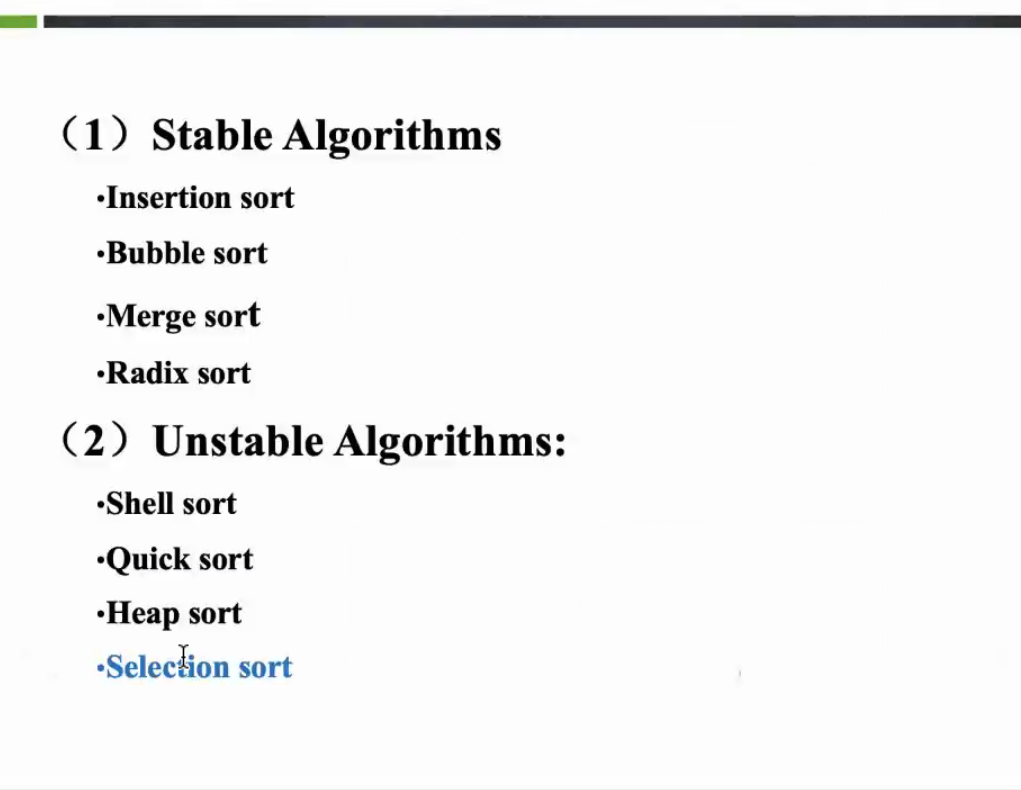 （1）Stable Algorithms
·Insertion sort
·Bubble sort
·Merge sort
·Radix sort
（2）Unstable Algorithms:
·Shell sort
·Quick sort
·Heap sort
·Selection sort